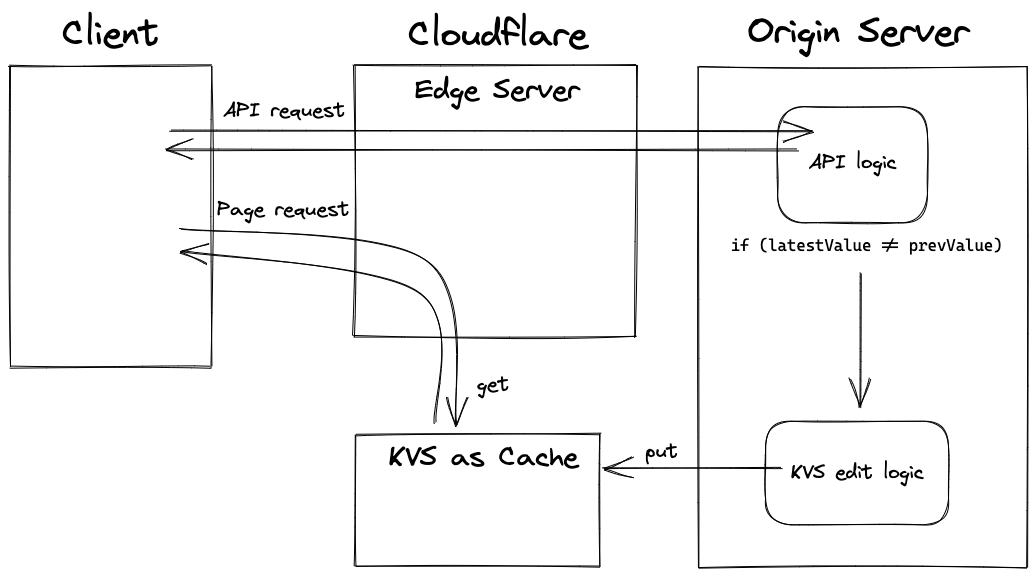 Client
Cloudflare
Origin Server
Edge Server
API request
API logic
Page request
if (latestValue ≠ prevValue)
get
KVS as Cache
put
KVS edit logic